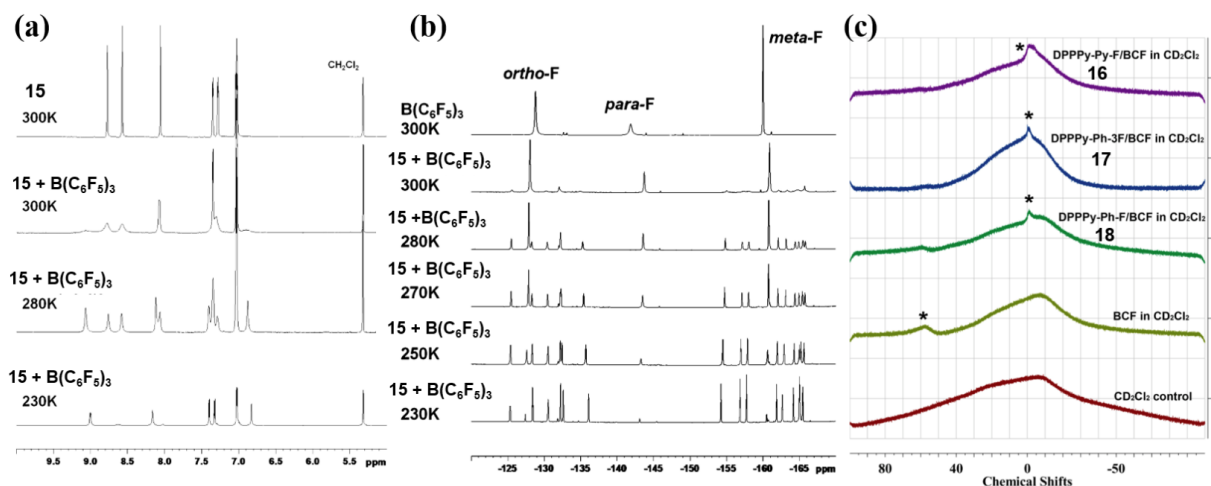 (a)
15
300K
CH₂Cl₂
15 + B(C₆F₅)₃
300K
15 + B(C₆F₅)₃
280K
15 + B(C₆F₅)₃
230K
9.5 9.0 8.5 8.0 7.5 7.0 6.5 6.0 5.5 ppm
(b)
ortho-F
para-F
meta-F
B(C₆F₅)₃
300K
15 + B(C₆F₅)₃
300K
15 +B(C₆F₅)₃
280K
15 + B(C₆F₅)₃
270K
15 + B(C₆F₅)₃
250K
15 + B(C₆F₅)₃
230K
-125 -130 -135 -140 -145 -150 -155 -160 -165 ppm
(c)
*
DPPPy-Py-F/BCF in CD₂Cl₂
16
*
DPPPy-Ph-3F/BCF in CD₂Cl₂
17
*
DPPPy-Ph-F/BCF in CD₂Cl₂
18
*
BCF in CD₂Cl₂
CD₂Cl₂ control
80 40 0 -50
Chemical Shifts